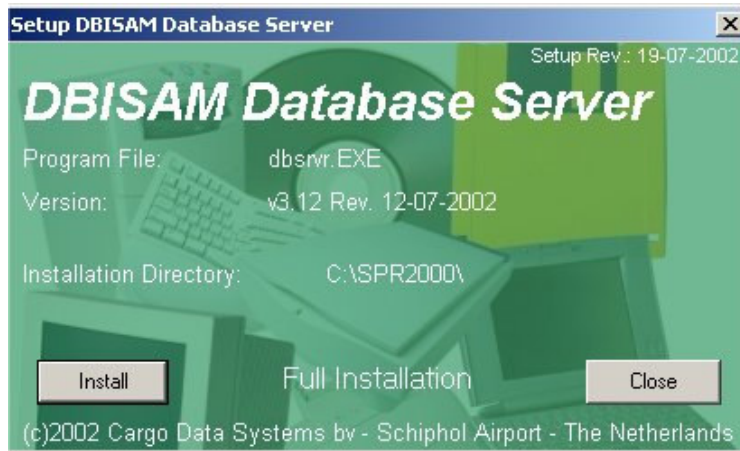 Setup DBISAM Database Server
Setup Rev.: 19-07-2002
DBISAM Database Server
Program File: dbsrvr.EXE
Version: v3.12 Rev. 12-07-2002
Installation Directory: C:\SPR2000\
Install Full Installation Close
(c)2002 Cargo Data Systems bv - Schiphol Airport - The Netherlands